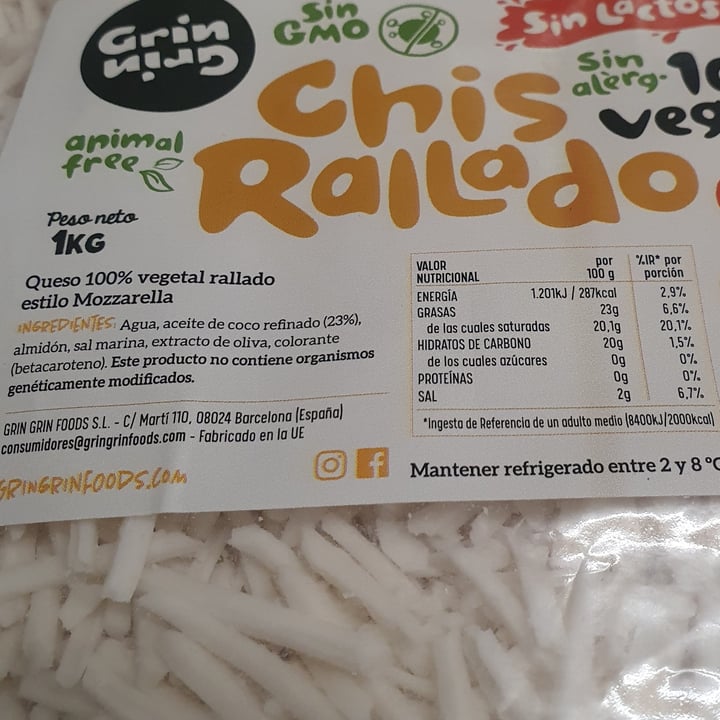 Grin
Grin
Sin
GMO
Sin Lactos
Sin
alèrg-
animal
free
Chis
Rallado
Peso neto
1KG
Queso 100% vegetal rallado
estilo Mozzarella
INGREDIENTES: Agua, aceite de coco refinado (23%),
almidón, sal marina, extracto de oliva, colorante
(betacaroteno). Este producto no contiene organismos
genéticamente modificados.
GRIN GRIN FOODS S.L. - C/ Martí 110, 08024 Barcelona (España)
consumidores@gringrinfoods.com - Fabricado en la UE
GRINGRINFOODS.COM
VALOR NUTRICIONAL por 100 g %IR* por porción
ENERGÍA 1.201kJ / 287kcal 2,9%
GRASAS 23g 6,6%
de las cuales saturadas 20,1g 20,1%
HIDRATOS DE CARBONO 20g 1,5%
de los cuales azúcares 0g 0%
PROTEÍNAS 0g 0%
SAL 2g 6,7%
*Ingesta de Referencia de un adulto medio (8400kJ/2000kcal)
Mantener refrigerado entre 2 y 8 ºC